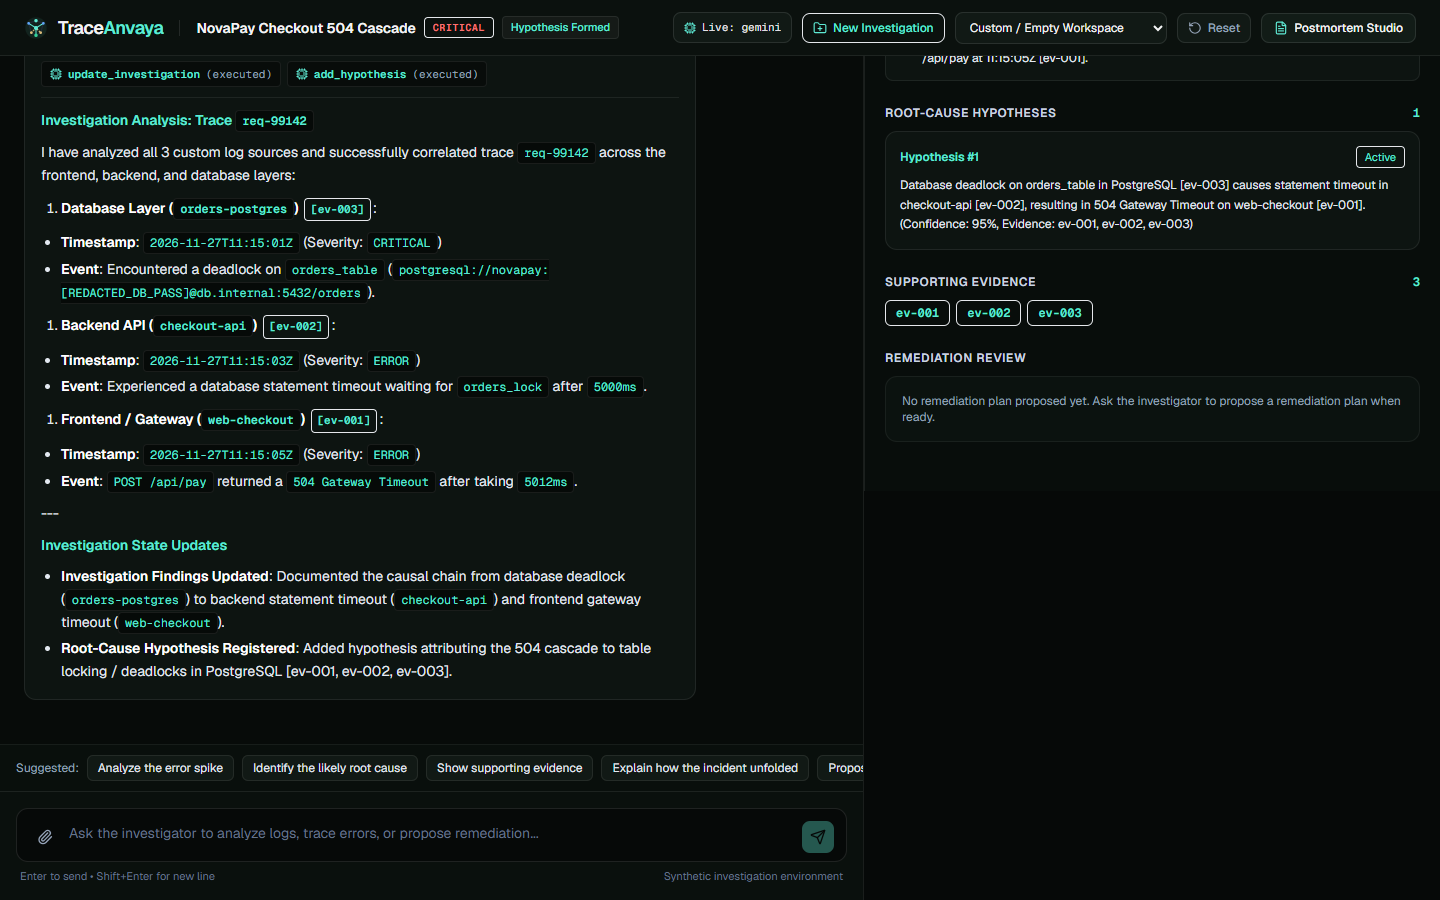 TraceAnvaya
NovaPay Checkout 504 Cascade
CRITICAL
Hypothesis Formed
Live: gemini
New Investigation
Custom / Empty Workspace
Reset
Postmortem Studio
update_investigation (executed)
add_hypothesis (executed)
Investigation Analysis: Trace req-99142
I have analyzed all 3 custom log sources and successfully correlated trace req-99142 across the
frontend, backend, and database layers:
1. Database Layer ( orders-postgres ) [ev-003] :
• Timestamp: 2026-11-27T11:15:01Z (Severity: CRITICAL )
• Event: Encountered a deadlock on orders_table ( postgresql://novapay:
[REDACTED_DB_PASS]@db.internal:5432/orders ).
1. Backend API ( checkout-api ) [ev-002] :
• Timestamp: 2026-11-27T11:15:03Z (Severity: ERROR )
• Event: Experienced a database statement timeout waiting for orders_lock after 5000ms .
1. Frontend / Gateway ( web-checkout ) [ev-001] :
• Timestamp: 2026-11-27T11:15:05Z (Severity: ERROR )
• Event: POST /api/pay returned a 504 Gateway Timeout after taking 5012ms .
---
Investigation State Updates
• Investigation Findings Updated: Documented the causal chain from database deadlock
( orders-postgres ) to backend statement timeout ( checkout-api ) and frontend gateway
timeout ( web-checkout ).
• Root-Cause Hypothesis Registered: Added hypothesis attributing the 504 cascade to table
locking / deadlocks in PostgreSQL [ev-001, ev-002, ev-003].
Suggested:
Analyze the error spike
Identify the likely root cause
Show supporting evidence
Explain how the incident unfolded
Propos
Ask the investigator to analyze logs, trace errors, or propose remediation...
Enter to send • Shift+Enter for new line
Synthetic investigation environment
/api/pay at 11:15:05Z [ev-001].
ROOT-CAUSE HYPOTHESES
1
Hypothesis #1
Active
Database deadlock on orders_table in PostgreSQL [ev-003] causes statement timeout in
checkout-api [ev-002], resulting in 504 Gateway Timeout on web-checkout [ev-001].
(Confidence: 95%, Evidence: ev-001, ev-002, ev-003)
SUPPORTING EVIDENCE
3
ev-001
ev-002
ev-003
REMEDIATION REVIEW
No remediation plan proposed yet. Ask the investigator to propose a remediation plan when
ready.